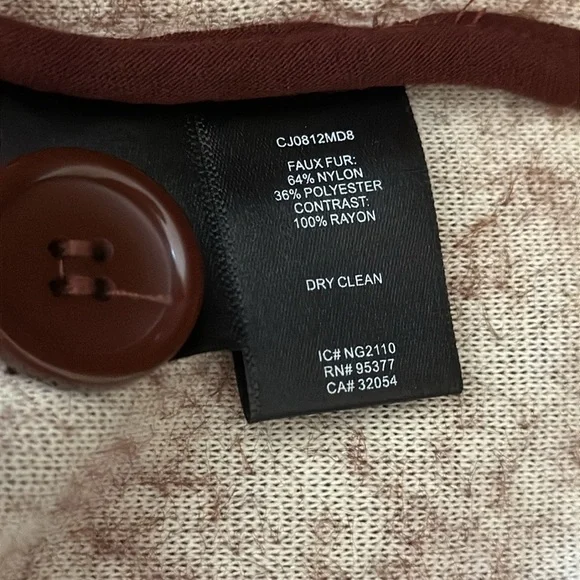 CJ0812MD8
FAUX FUR:
64% NYLON
36% POLYESTER
CONTRAST:
100% RAYON
DRY CLEAN
IC# NG2110
RN# 95377
CA# 32054